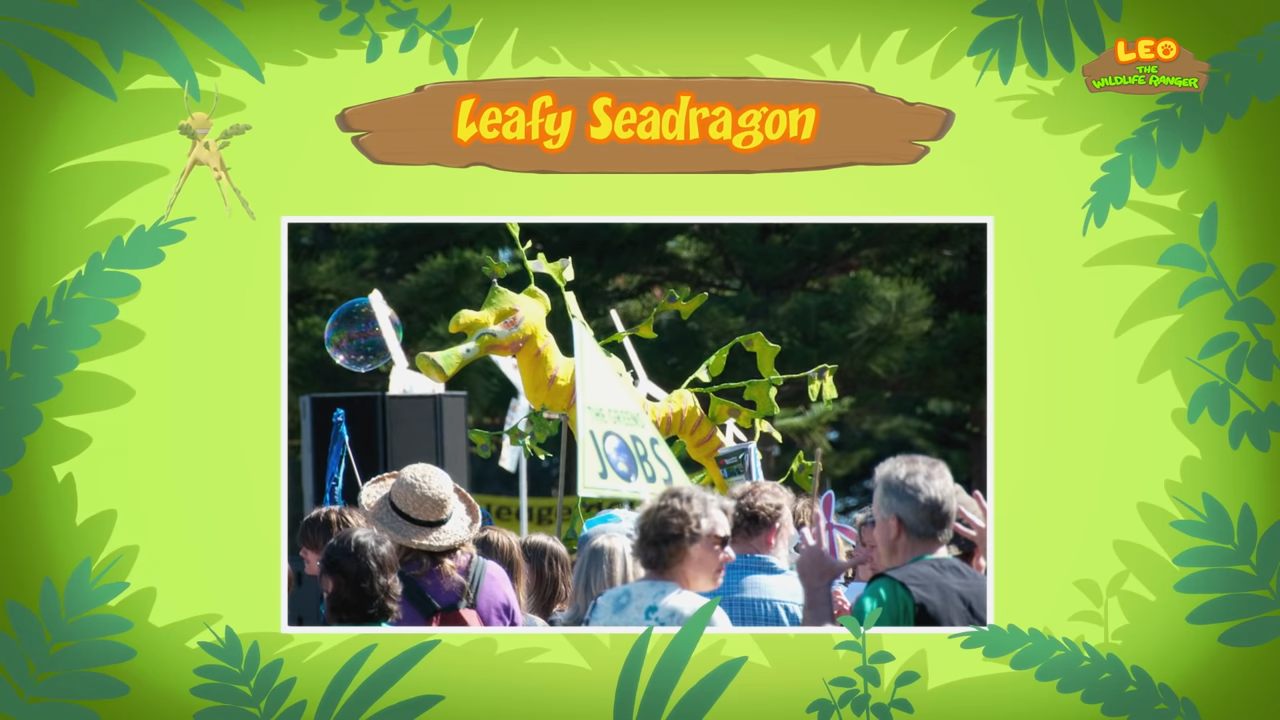 LEO
THE
WILDLIFE RANGER
Leafy Seadragon
THE GREENS
JOBS